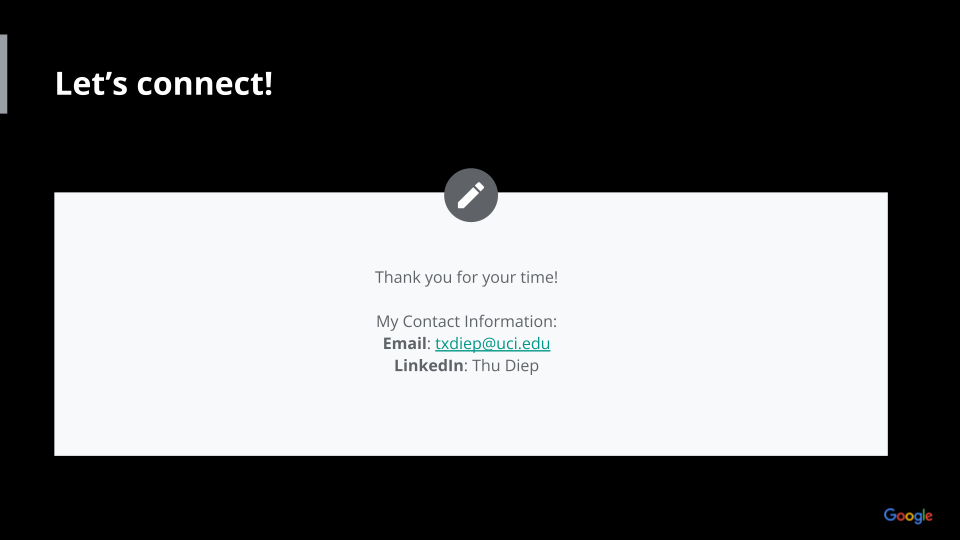 Let’s connect!
Thank you for your time!
My Contact Information:
Email: txdiep@uci.edu
LinkedIn: Thu Diep
Google